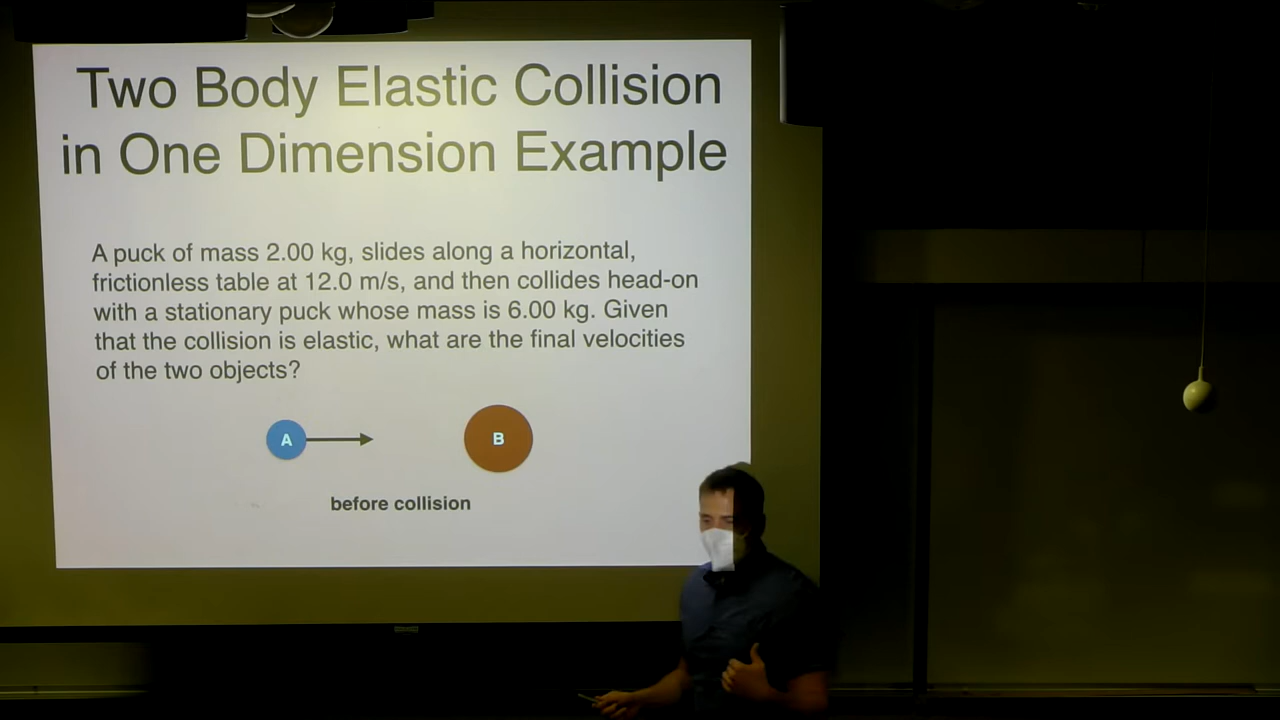 Two Body Elastic Collision
in One Dimension Example
A puck of mass 2.00 kg, slides along a horizontal,
frictionless table at 12.0 m/s, and then collides head-on
with a stationary puck whose mass is 6.00 kg. Given
that the collision is elastic, what are the final velocities
of the two objects?
A
B
before collision